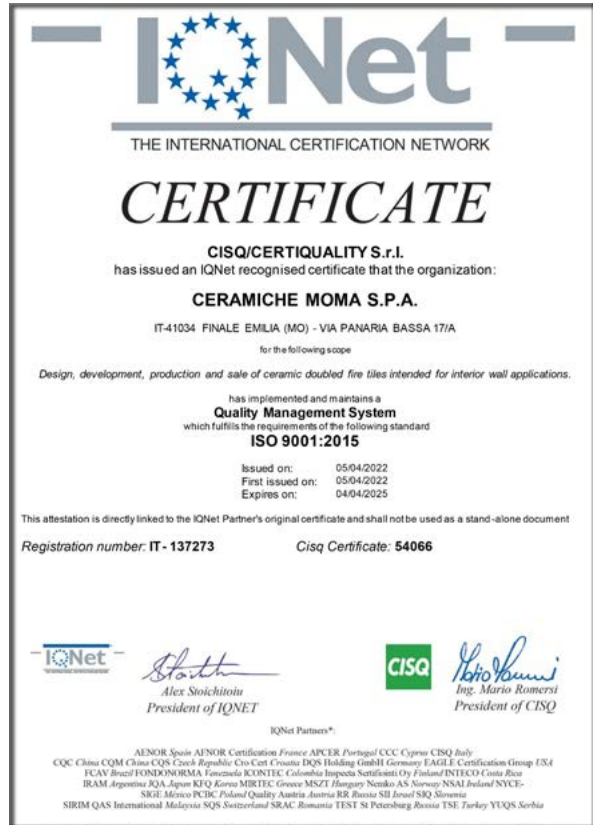 IQNet
THE INTERNATIONAL CERTIFICATION NETWORK
CERTIFICATE
CISQ/CERTIQUALITY S.r.l.
has issued an IQNet recognised certificate that the organization:
CERAMICHE MOMA S.P.A.
IT-41034 FINALE EMILIA (MO) - VIA PANARIA BASSA 17/A
for the following scope
Design, development, production and sale of ceramic doubled fire tiles intended for interior wall applications.
has implemented and maintains a
Quality Management System
which fulfills the requirements of the following standard
ISO 9001:2015
Issued on: 05/04/2022
First issued on: 05/04/2022
Expires on: 04/04/2025
This attestation is directly linked to the IQNet Partner's original certificate and shall not be used as a stand-alone document
Registration number: IT - 137273 Cisq Certificate: 54066
IQNet
CISQ
Alex Stoichitoiu
President of IQNET
Ing. Mario Romersi
President of CISQ
IQNet Partners*:
AENOR Spain AFNOR Certification France APCER Portugal CCC Cyprus CISQ Italy
CQC China CQM China CQS Czech Republic Cro Cert Croatia DQS Holding GmbH Germany EAGLE Certification Group USA
FCAV Brazil FONDONORMA Venezuela ICONTEC Colombia Inspecta Sertifiointi Oy Finland INTECO Costa Rica
IRAM Argentina JQA Japan KFQ Korea MIRTEC Greece MSZT Hungary Nemko AS Norway NSAI Ireland NYCE-
SIGE México PCBC Poland Quality Austria Austria RR Russia SII Israel SIQ Slovenia
SIRIM QAS International Malaysia SQS Switzerland SRAC Romania TEST St Petersburg Russia TSE Turkey YUQS Serbia